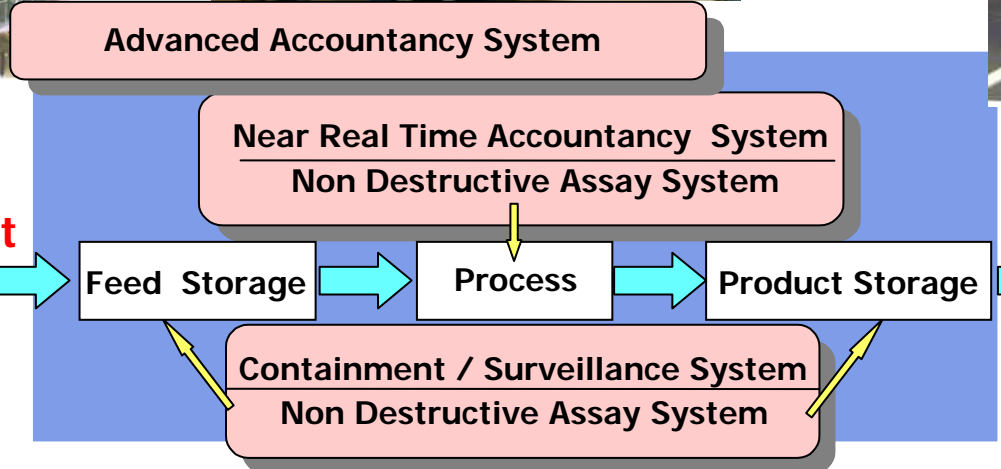 Advanced Accountancy System
Near Real Time Accountancy System
Non Destructive Assay System
t
Feed Storage
Process
Product Storage
Containment / Surveillance System
Non Destructive Assay System